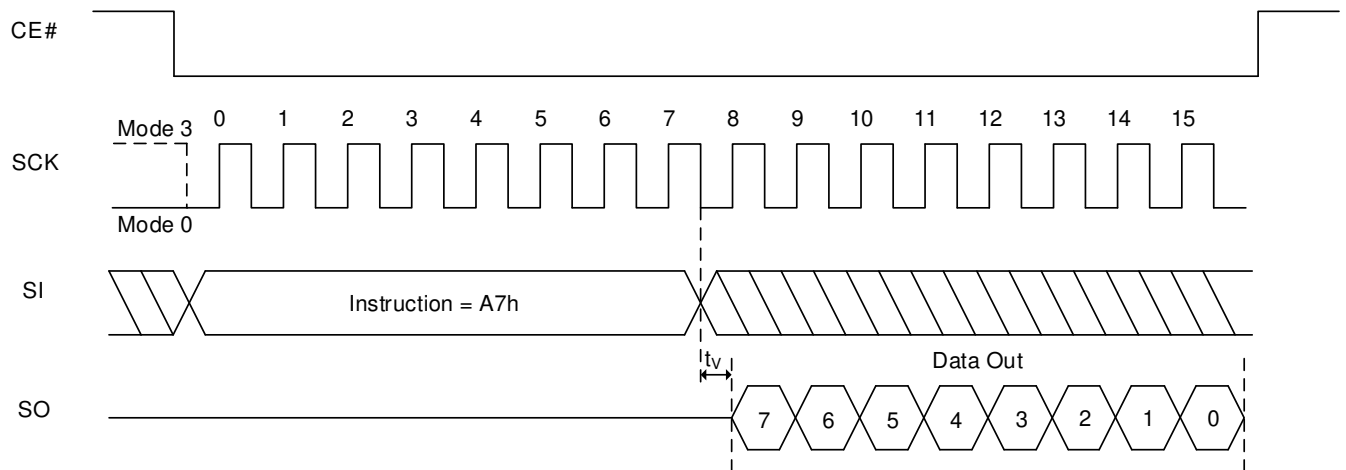 CE#
Mode 3
0 1 2 3 4 5 6 7 8 9 10 11 12 13 14 15
SCK
Mode 0
SI
Instruction = A7h
tV
Data Out
SO
7 6 5 4 3 2 1 0